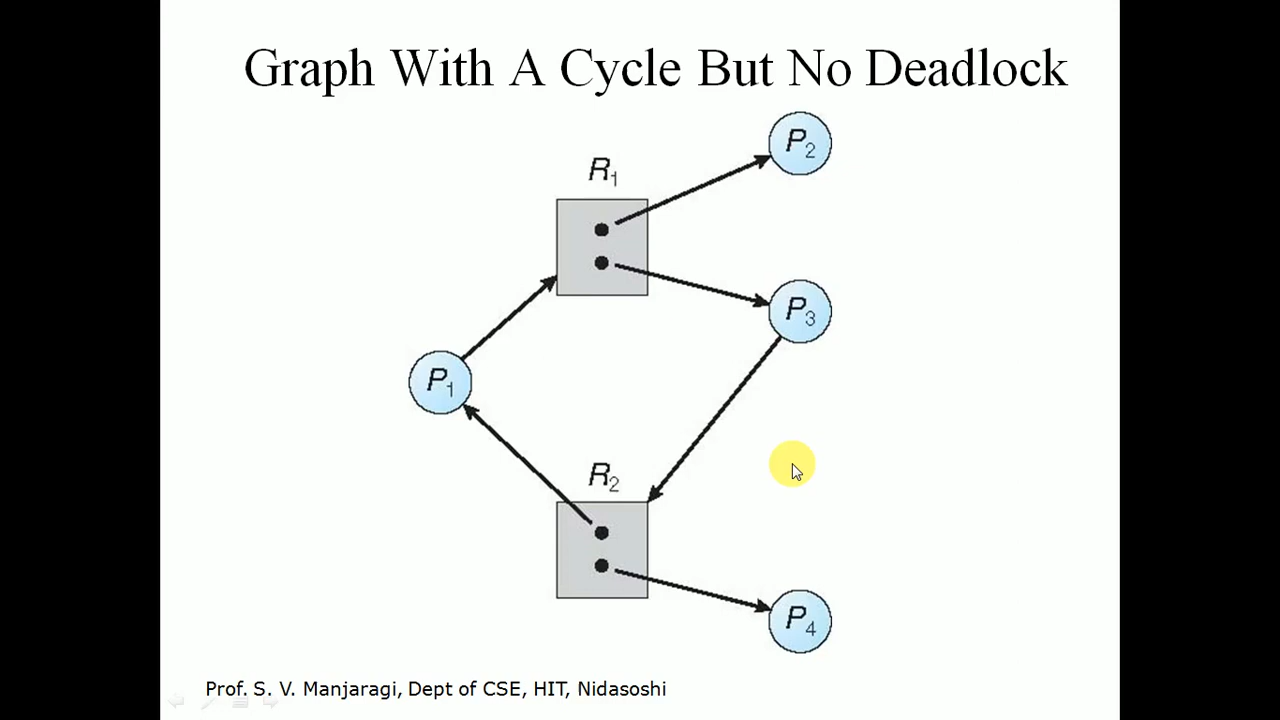 Graph With A Cycle But No Deadlock
P2
R1
P3
P1
R2
P4
Prof. S. V. Manjaragi, Dept of CSE, HIT, Nidasoshi